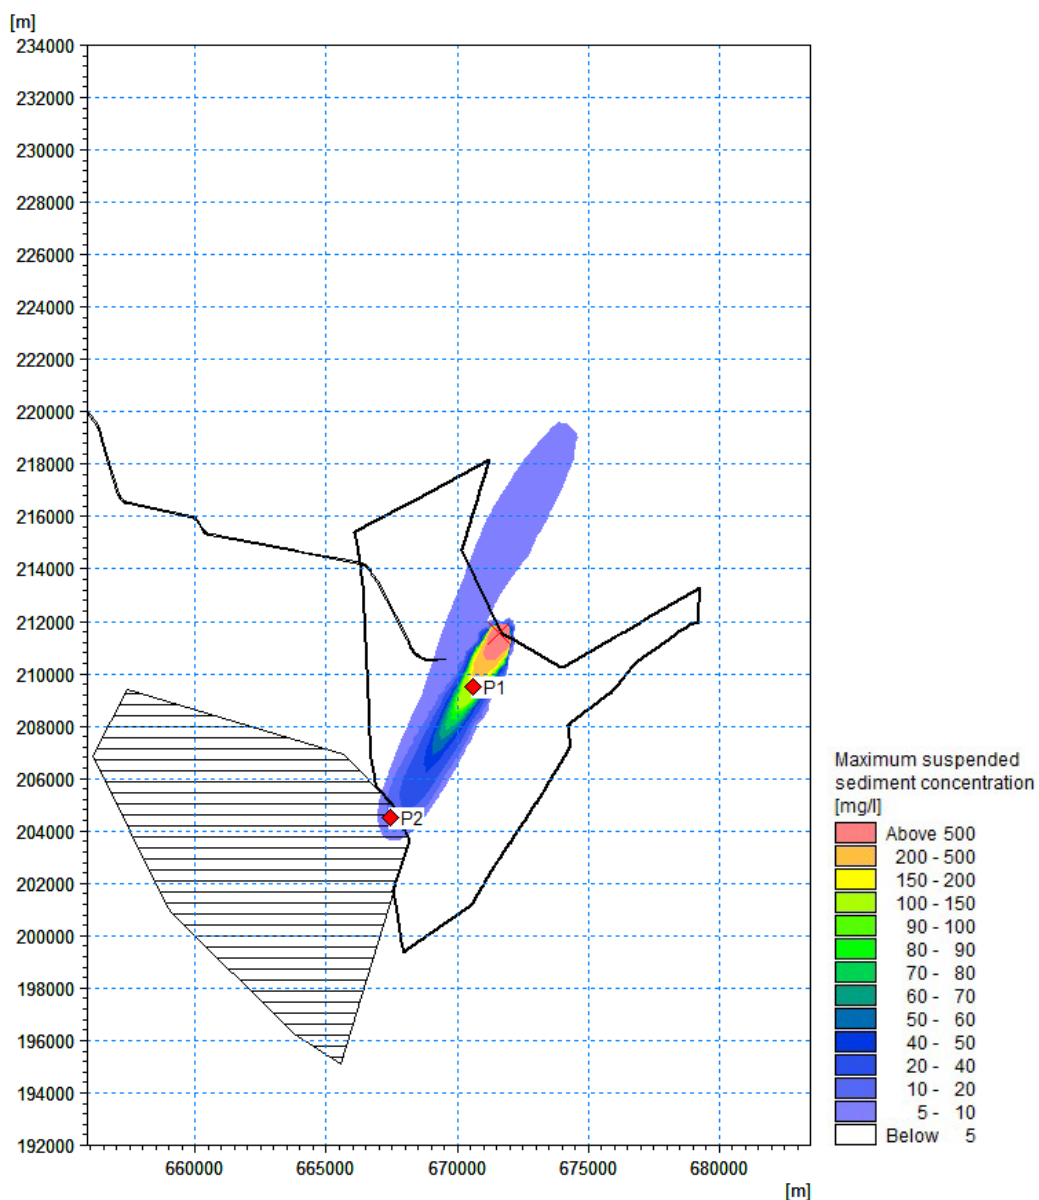 [m]
234000
232000
230000
228000
226000
224000
222000
220000
218000
216000
214000
212000
210000
208000
206000
204000
202000
200000
198000
196000
194000
192000
P1
P2
660000 665000 670000 675000 680000
[m]
Maximum suspended
sediment concentration
[mg/l]
Above 500
200 - 500
150 - 200
100 - 150
90 - 100
80 - 90
70 - 80
60 - 70
50 - 60
40 - 50
20 - 40
10 - 20
5 - 10
Below 5